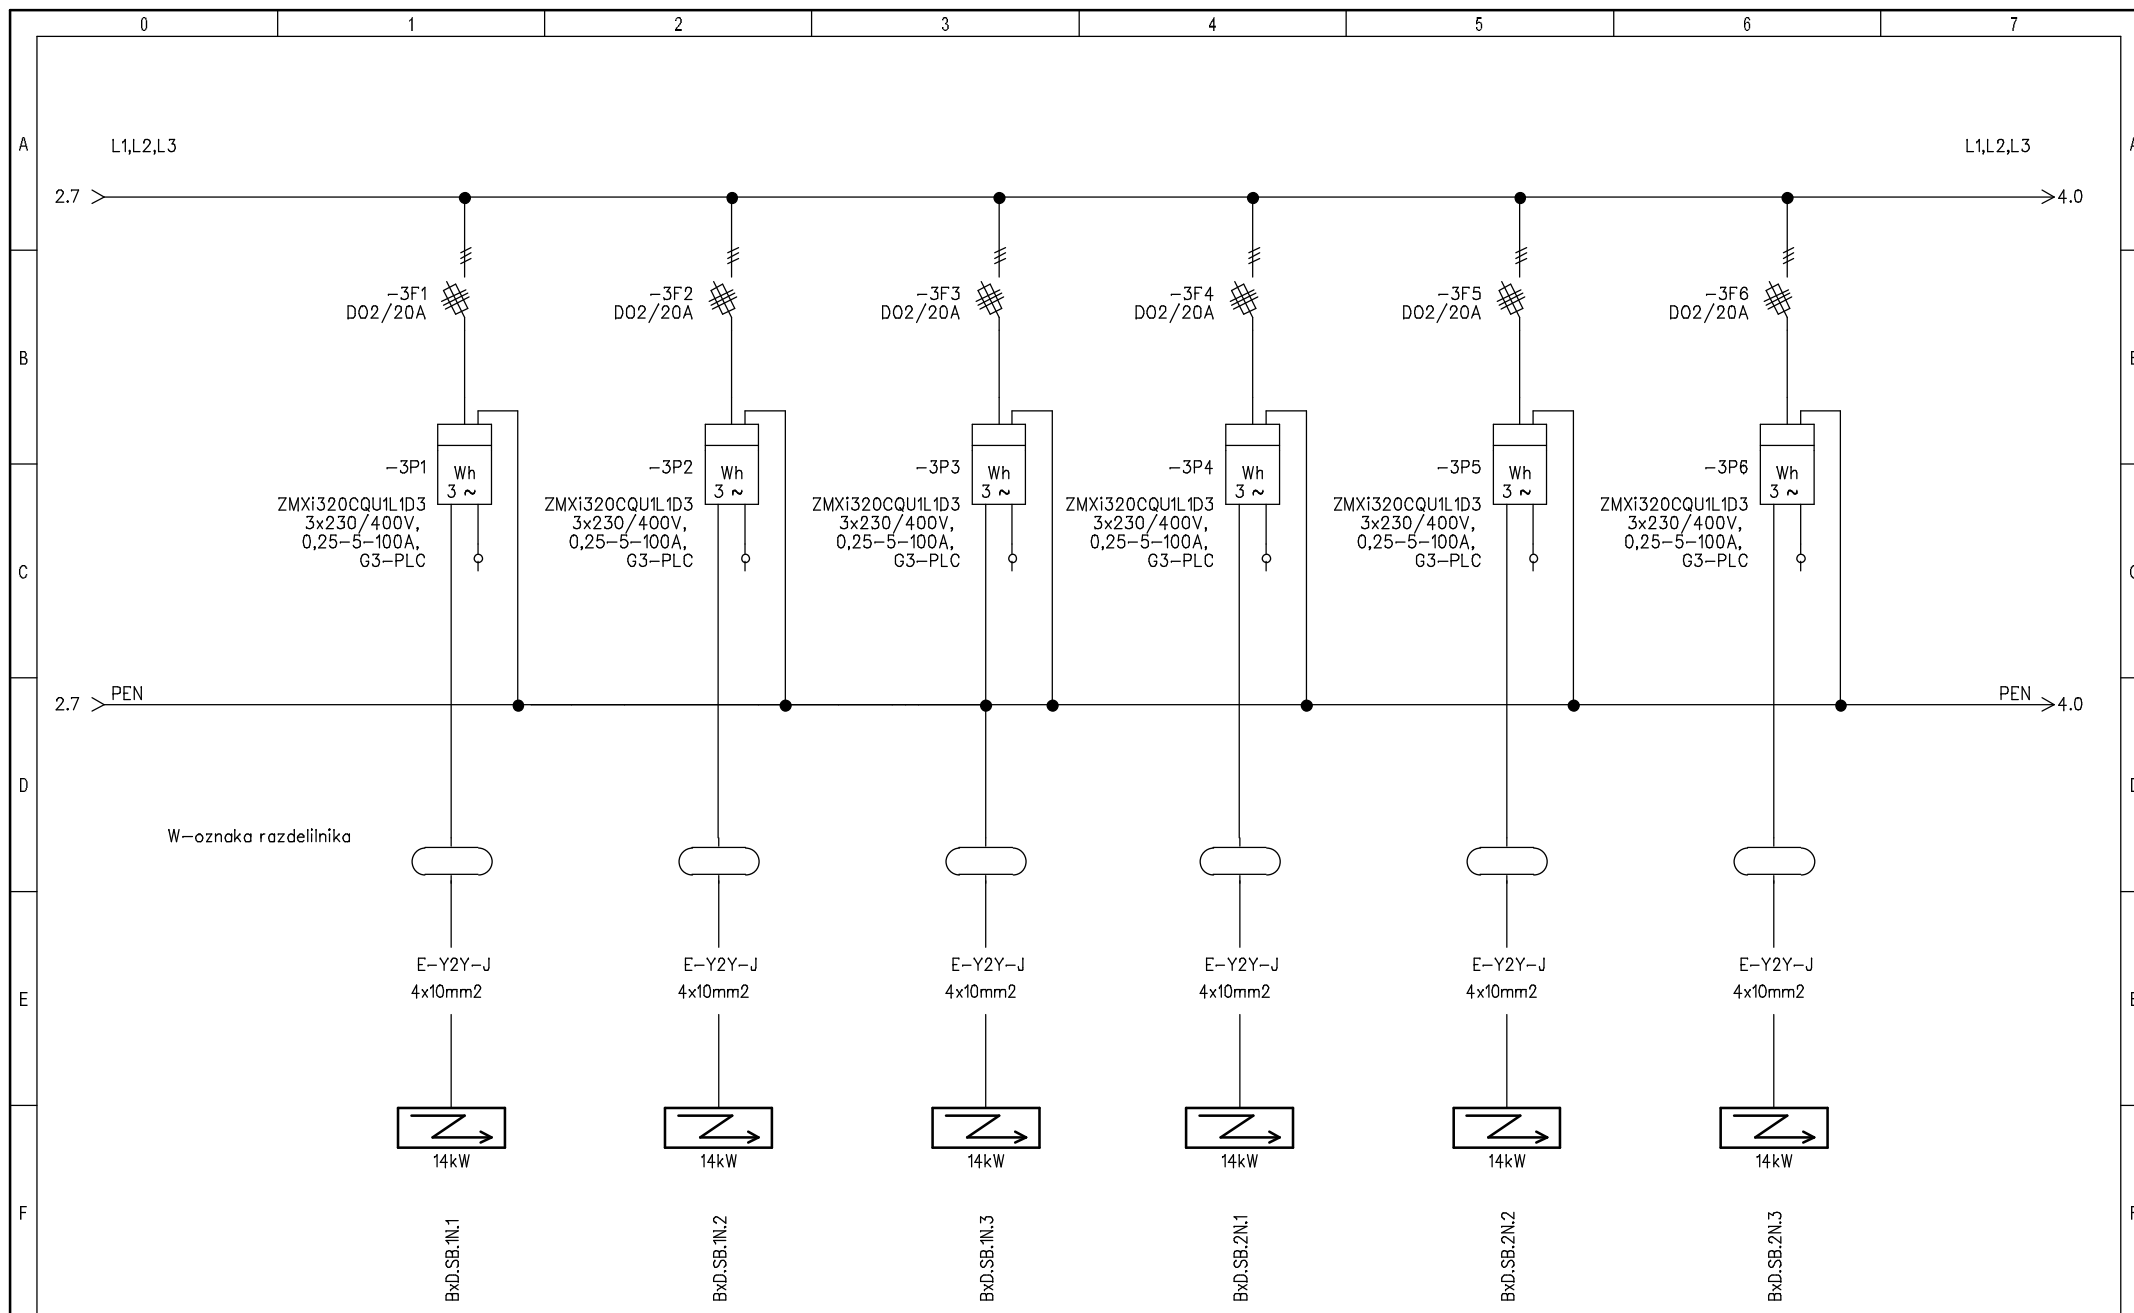 0 1 2 3 4 5 6 7
A L1,L2,L3 L1,L2,L3 A
2.7 4.0
-3F1 -3F2 -3F3 -3F4 -3F5 -3F6
DO2/20A DO2/20A DO2/20A DO2/20A DO2/20A DO2/20A
B
-3P1 Wh -3P2 Wh -3P3 Wh -3P4 Wh -3P5 Wh -3P6 Wh
3 ~ 3 ~ 3 ~ 3 ~ 3 ~ 3 ~
ZMXi320CQU1L1D3 ZMXi320CQU1L1D3 ZMXi320CQU1L1D3 ZMXi320CQU1L1D3 ZMXi320CQU1L1D3 ZMXi320CQU1L1D3
3x230/400V, 3x230/400V, 3x230/400V, 3x230/400V, 3x230/400V, 3x230/400V,
0,25-5-100A, 0,25-5-100A, 0,25-5-100A, 0,25-5-100A, 0,25-5-100A, 0,25-5-100A,
G3-PLC G3-PLC G3-PLC G3-PLC G3-PLC G3-PLC
C
PEN PEN
2.7 4.0
D
W-oznaka razdelilnika
E-Y2Y-J E-Y2Y-J E-Y2Y-J E-Y2Y-J E-Y2Y-J E-Y2Y-J
4x10mm2 4x10mm2 4x10mm2 4x10mm2 4x10mm2 4x10mm2
E
14kW 14kW 14kW 14kW 14kW 14kW
F
BxD.SB.1N.1
BxD.SB.1N.2
BxD.SB.1N.3
BxD.SB.2N.1
BxD.SB.2N.2
BxD.SB.2N.3